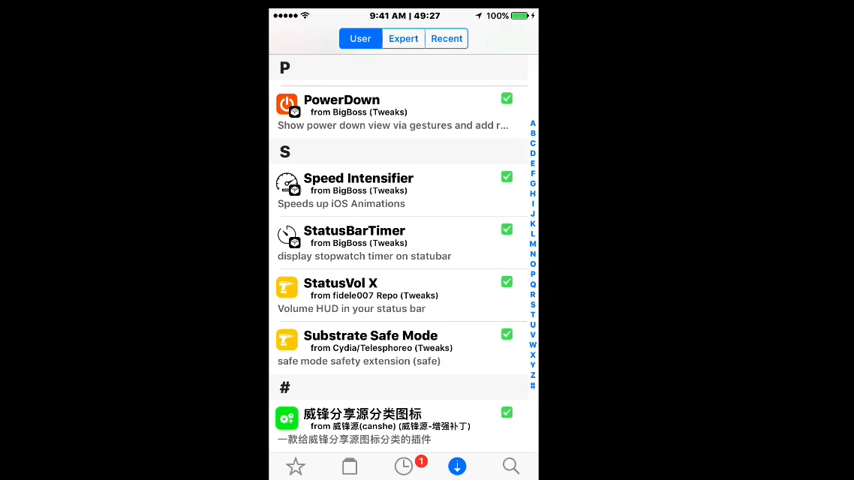 9:41 AM | 49:27
100%
User Expert Recent
P
PowerDown
from BigBoss (Tweaks)
Show power down view via gestures and add r...
S
Speed Intensifier
from BigBoss (Tweaks)
Speeds up iOS Animations
StatusBarTimer
from BigBoss (Tweaks)
display stopwatch timer on statubar
StatusVol X
from fidele007 Repo (Tweaks)
Volume HUD in your status bar
Substrate Safe Mode
from Cydia/Telesphoreo (Tweaks)
safe mode safety extension (safe)
#
威锋分享源分类图标
from 威锋源(canshe) (威锋源-增强补丁)
一款给威锋分享源图标分类的插件
A
B
C
D
E
F
G
H
I
J
K
L
M
N
O
P
Q
R
S
T
U
V
W
X
Y
Z
#
1